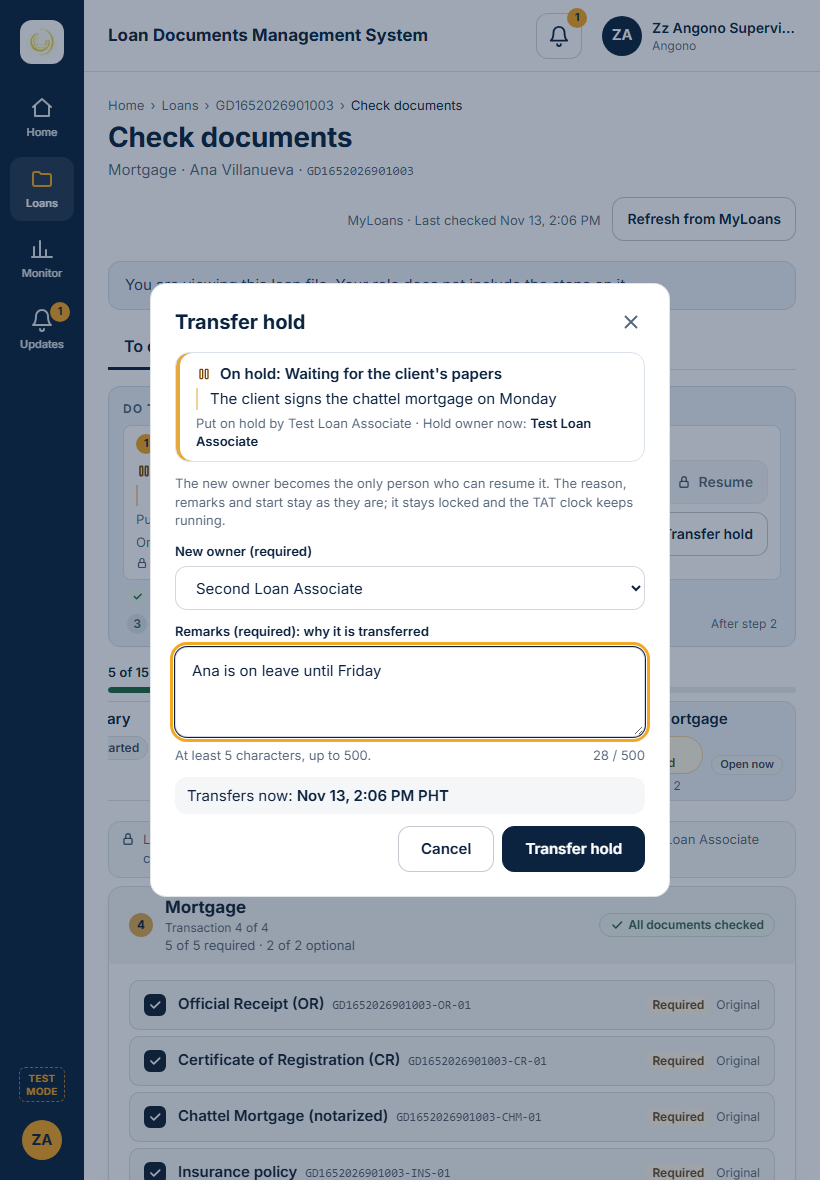 Loan Documents Management System
1
ZA
Zz Angono Supervi...
Angono
Home
Loans
Monitor
1
Updates
Home › Loans › GD1652026901003 › Check documents
Check documents
Mortgage · Ana Villanueva · GD1652026901003
MyLoans · Last checked Nov 13, 2:06 PM
Refresh from MyLoans
Transfer hold
On hold: Waiting for the client's papers
The client signs the chattel mortgage on Monday
Put on hold by Test Loan Associate · Hold owner now: Test Loan
Associate
The new owner becomes the only person who can resume it. The reason,
remarks and start stay as they are; it stays locked and the TAT clock keeps
running.
New owner (required)
Second Loan Associate
Remarks (required): why it is transferred
Ana is on leave until Friday
At least 5 characters, up to 500.
28 / 500
Transfers now: Nov 13, 2:06 PM PHT
Cancel
Transfer hold
To
DO
1
Resume
Transfer hold
3
After step 2
5 of 15
Open now
2
Loan Associate
4
Mortgage
Transaction 4 of 4
5 of 5 required · 2 of 2 optional
All documents checked
Official Receipt (OR) GD1652026901003-OR-01 Required Original
Certificate of Registration (CR) GD1652026901003-CR-01 Required Original
Chattel Mortgage (notarized) GD1652026901003-CHM-01 Required Original
Insurance policy GD1652026901003-INS-01 Required Original
TEST
MODE
ZA